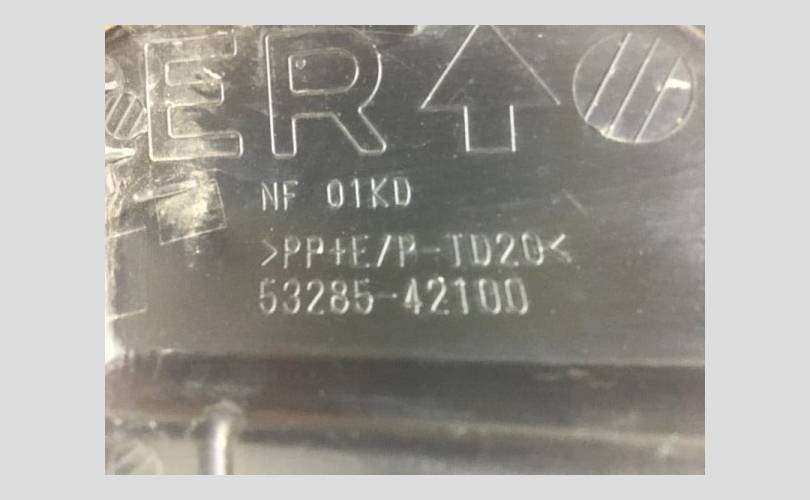 ER
NF 01KD
>PP+E/P-TD20<
53285-42100